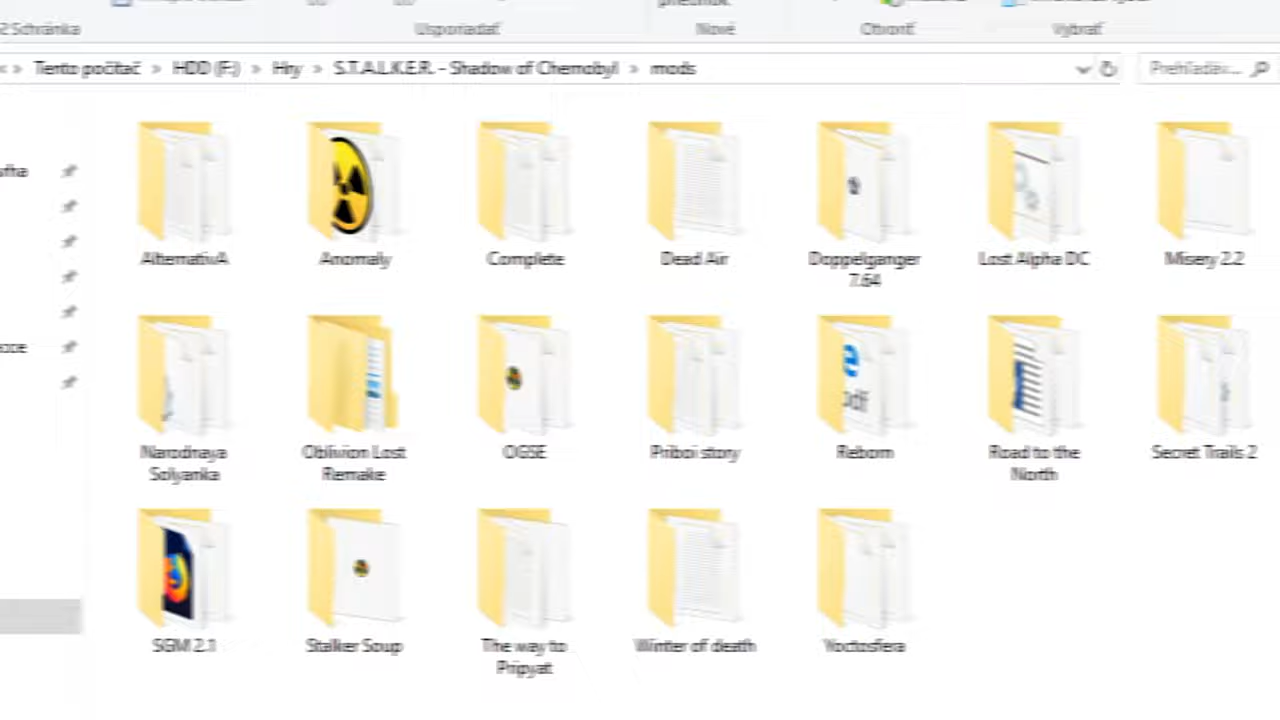 Schránka
Usporiadať
Nové
Otvoriť
Vybrať
Tento počítač > HDD (F:) > Hry > S.T.A.L.K.E.R. - Shadow of Chernobyl > mods
Prehľadáv...
AlternativA
Anomaly
Complete
Dead Air
Doppelganger
7.64
Lost Alpha DC
Misery 2.2
Narodnaya
Solyanka
Oblivion Lost
Remake
OGSE
Priboi story
Reborn
Road to the
North
Secret Trails 2
SGM 2.1
Stalker Soup
The way to
Pripyat
Winter of death
Yoctosfera